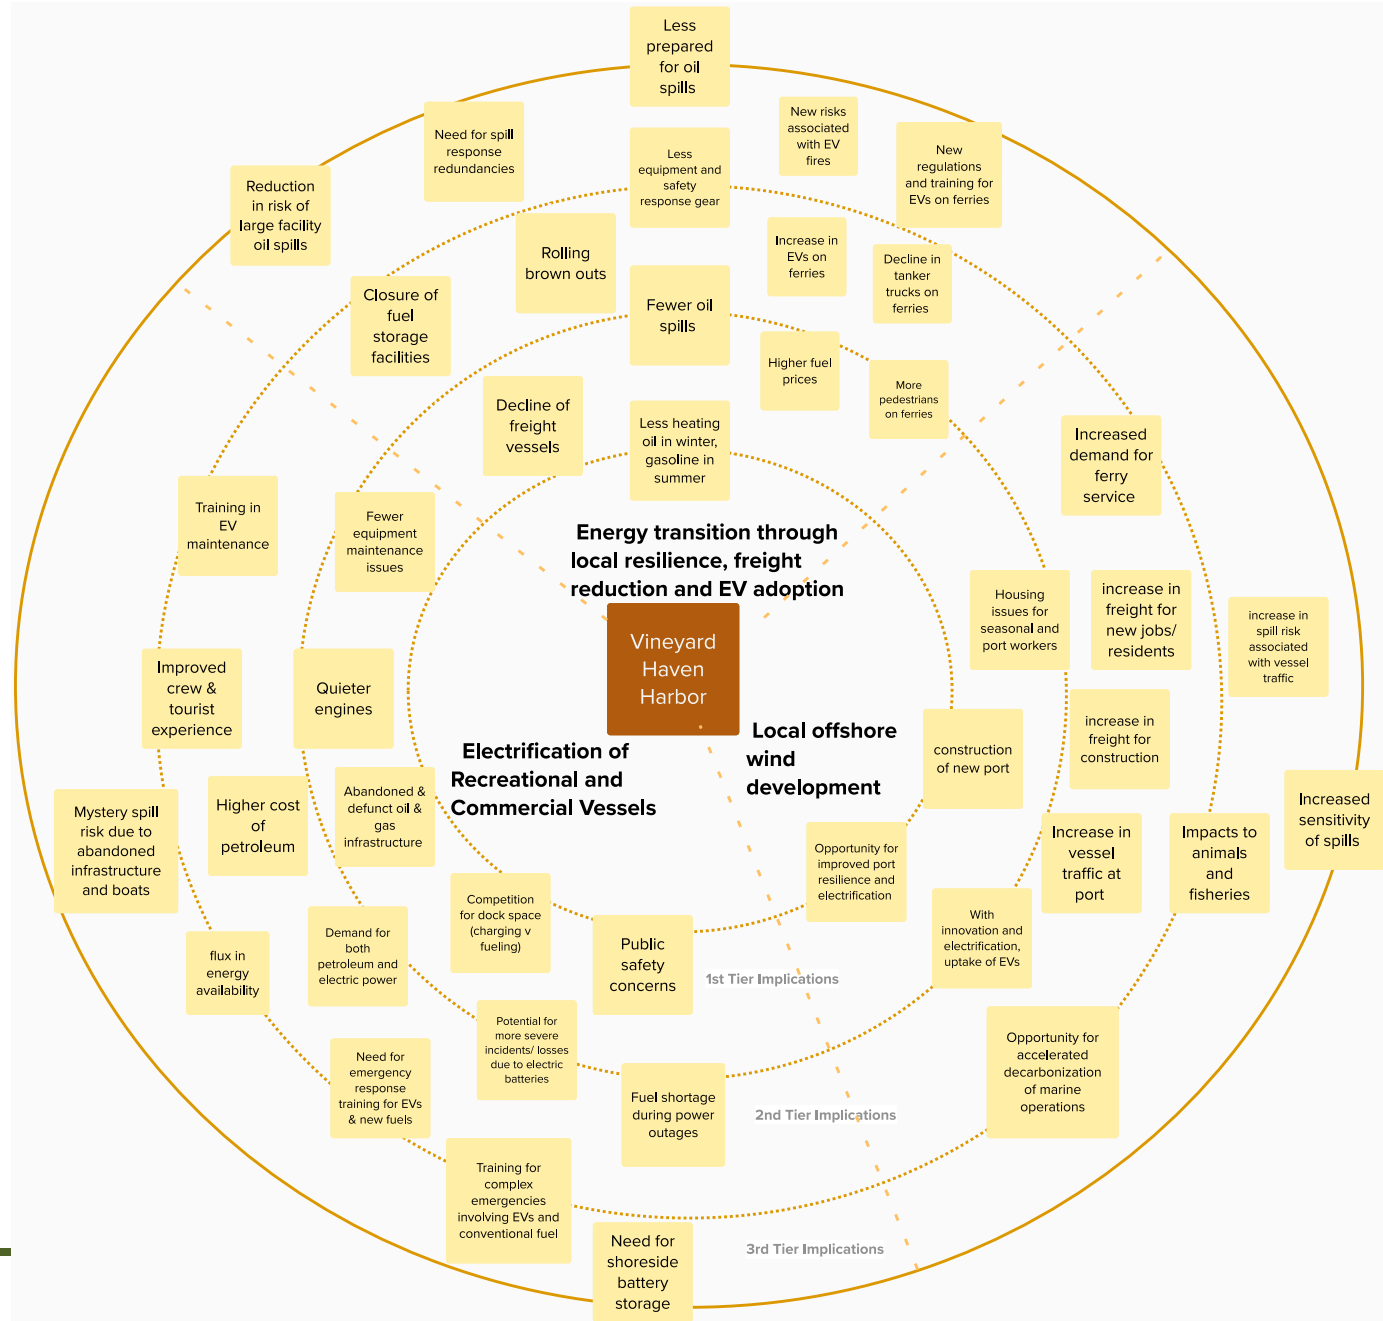 Less
prepared
for oil
spills
Need for spill
response
redundancies
New risks
associated
with EV
fires
New
regulations
and training for
EVs on ferries
Less
equipment and
safety
response gear
Reduction
in risk of
large facility
oil spills
Rolling
brown outs
Increase in
EVs on
ferries
Decline in
tanker
trucks on
ferries
Closure of
fuel
storage
facilities
Fewer oil
spills
Higher fuel
prices
More
pedestrians
on ferries
Decline of
freight
vessels
Less heating
oil in winter,
gasoline in
summer
Increased
demand for
ferry
service
Training in
EV
maintenance
Fewer
equipment
maintenance
issues
Energy transition through
local resilience, freight
reduction and EV adoption
Housing
issues for
seasonal and
port workers
increase in
freight for
new jobs/
residents
increase in
spill risk
associated
with vessel
traffic
Vineyard
Haven
Harbor
Improved
crew &
tourist
experience
Quieter
engines
Electrification of
Recreational and
Commercial Vessels
Local offshore
wind
development
construction
of new port
increase in
freight for
construction
Mystery spill
risk due to
abandoned
infrastructure
and boats
Higher cost
of
petroleum
Abandoned &
defunct oil &
gas
infrastructure
Opportunity for
improved port
resilience and
electrification
Increase in
vessel
traffic at
port
Impacts to
animals
and
fisheries
Increased
sensitivity
of spills
Competition
for dock space
(charging v
fueling)
Public
safety
concerns
With
innovation and
electrification,
uptake of EVs
flux in
energy
availability
Demand for
both
petroleum and
electric power
1st Tier Implications
Potential for
more severe
incidents/ losses
due to electric
batteries
Need for
emergency
response
training for EVs
& new fuels
Fuel shortage
during power
outages
2nd Tier Implications
Opportunity for
accelerated
decarbonization
of marine
operations
Training for
complex
emergencies
involving EVs and
conventional fuel
Need for
shoreside
battery
storage
3rd Tier Implications